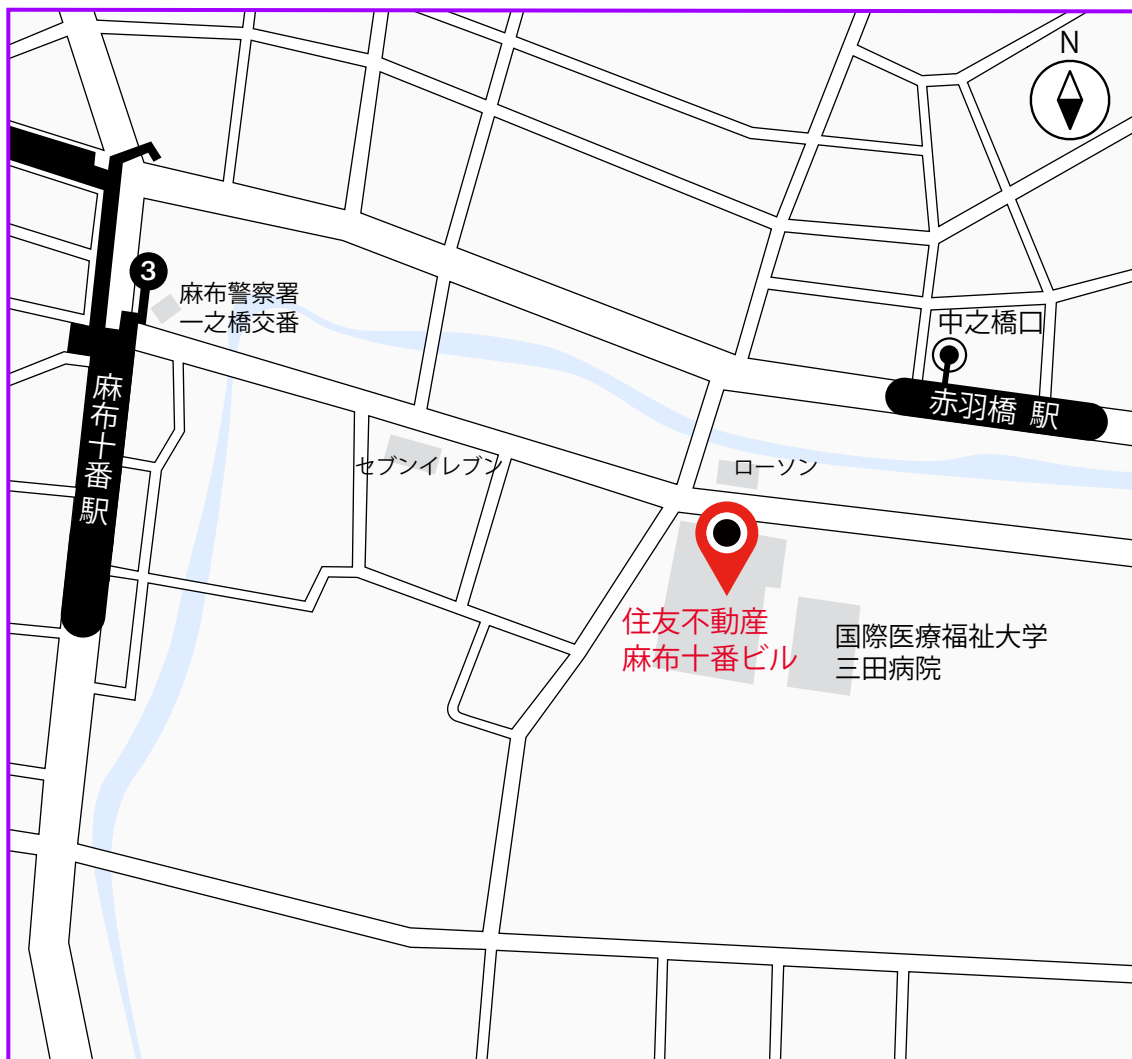 N
3
麻布警察署
一之橋交番
中之橋口
赤羽橋 駅
麻布十番 駅
セブンイレブン
ローソン
住友不動産
麻布十番ビル
国際医療福祉大学
三田病院